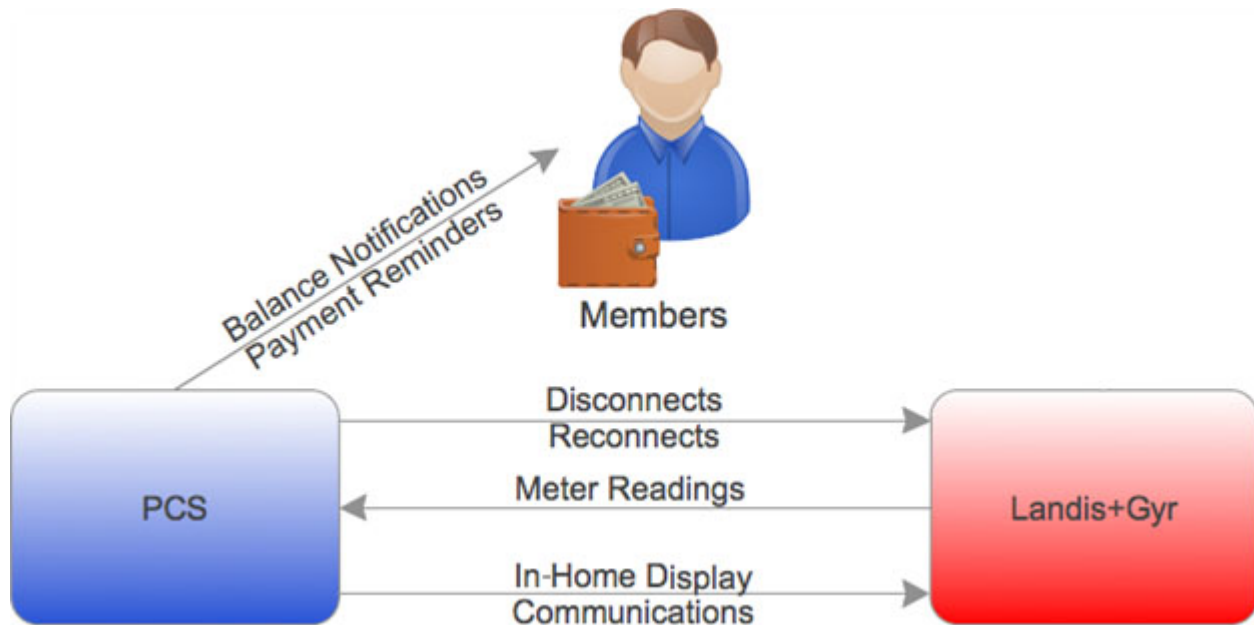 Balance Notifications
Payment Reminders
Members
Disconnects
Reconnects
PCS
Meter Readings
Landis+Gyr
In-Home Display
Communications